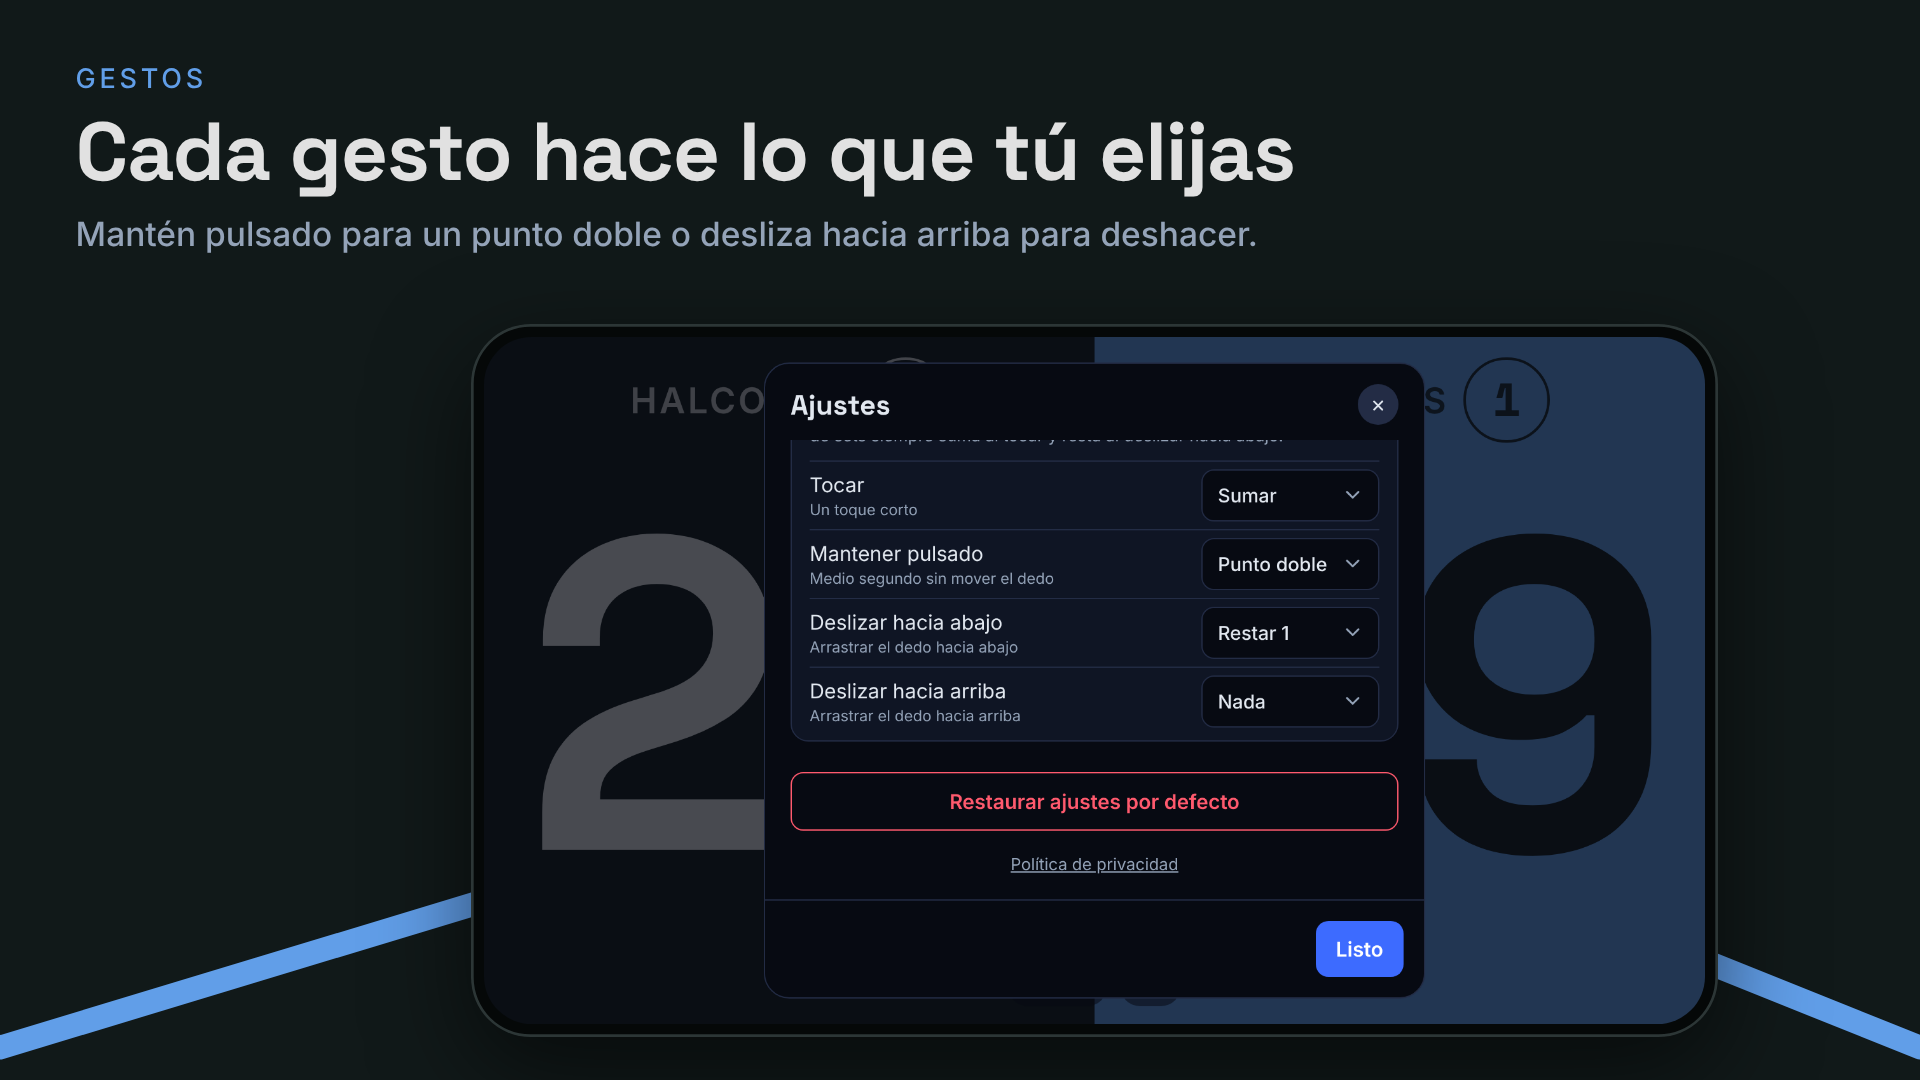 GESTOS
Cada gesto hace lo que tú elijas
Mantén pulsado para un punto doble o desliza hacia arriba para deshacer.
HALCO
S 1
Ajustes
×
Tocar
Sumar
Un toque corto
Mantener pulsado
Punto doble
Medio segundo sin mover el dedo
Deslizar hacia abajo
Restar 1
Arrastrar el dedo hacia abajo
Deslizar hacia arriba
Nada
Arrastrar el dedo hacia arriba
2
9
Restaurar ajustes por defecto
Política de privacidad
Listo